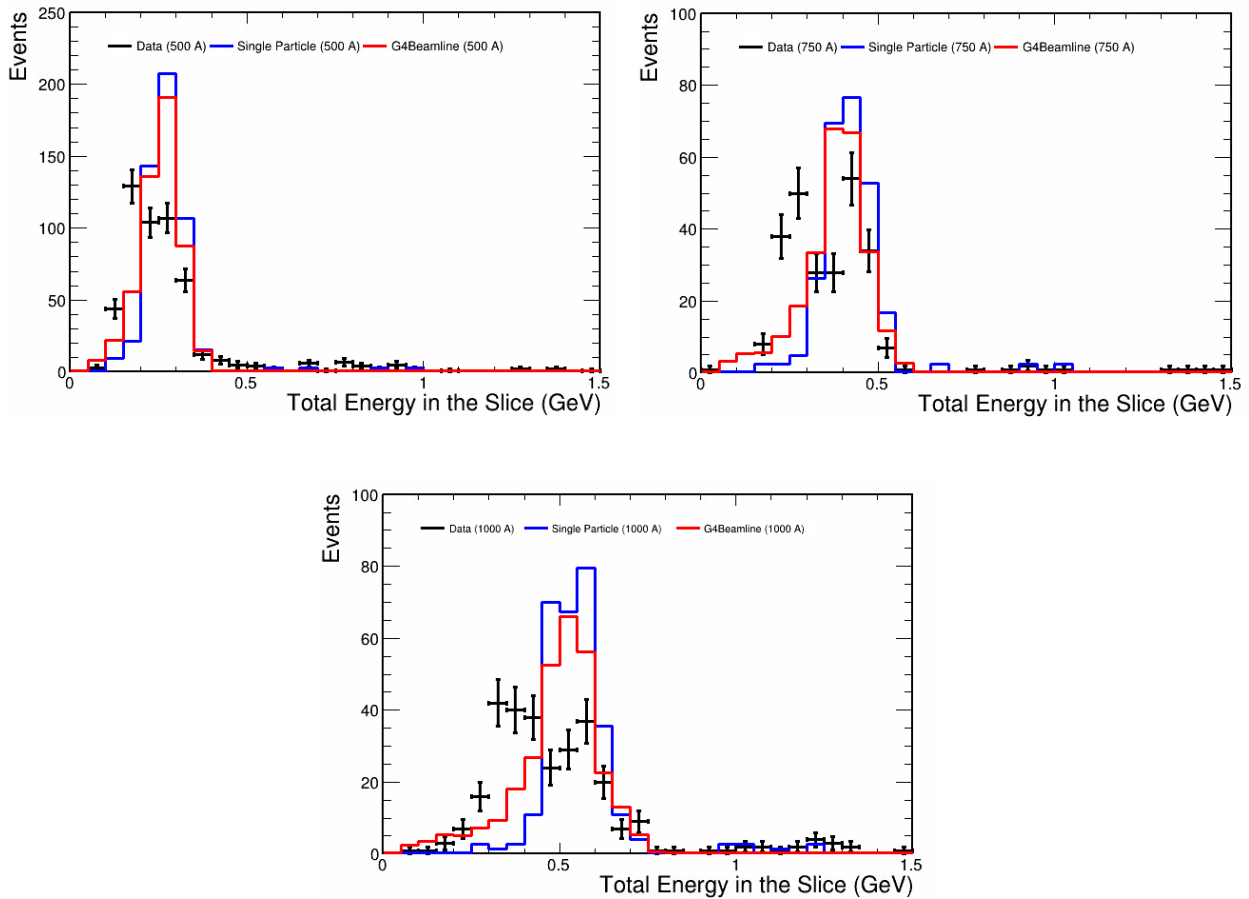 Events
Data (500 A) Single Particle (500 A) G4Beamline (500 A)
250
200
150
100
50
0
0 0.5 1 1.5
Total Energy in the Slice (GeV)
Events
Data (750 A) Single Particle (750 A) G4Beamline (750 A)
100
80
60
40
20
0
0 0.5 1 1.5
Total Energy in the Slice (GeV)
Events
Data (1000 A) Single Particle (1000 A) G4Beamline (1000 A)
100
80
60
40
20
0
0 0.5 1 1.5
Total Energy in the Slice (GeV)